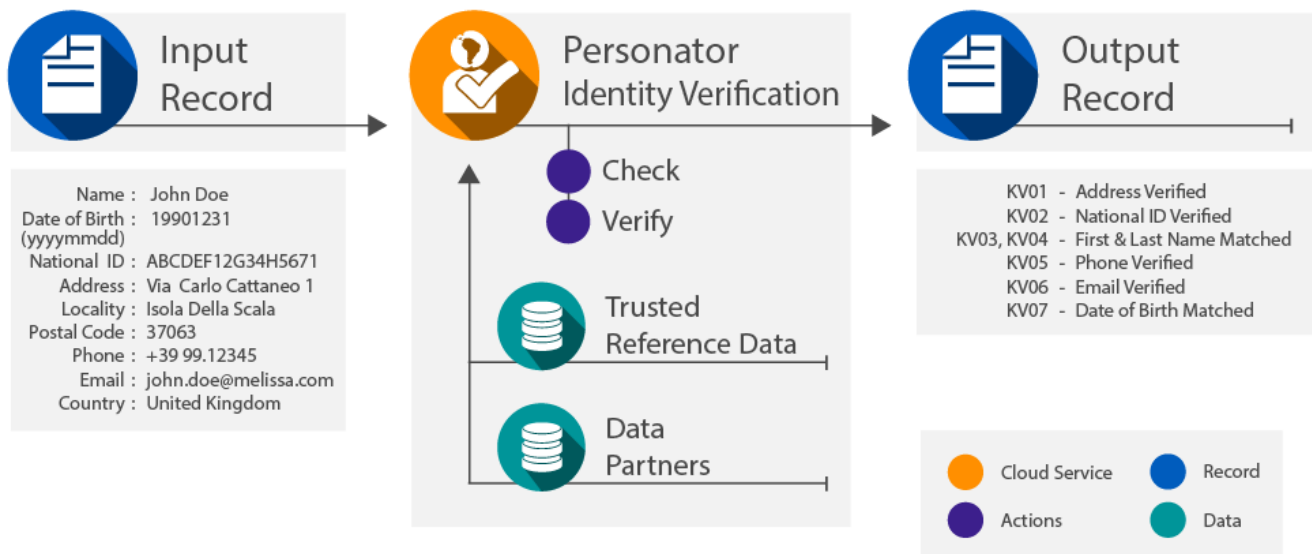 Input
Record
Name : John Doe
Date of Birth : 19901231
(yyyymmdd)
National ID : ABCDEF12G34H5671
Address : Via Carlo Cattaneo 1
Locality : Isola Della Scala
Postal Code : 37063
Phone : +39 99.12345
Email : john.doe@melissa.com
Country : United Kingdom
Personator
Identity Verification
Check
Verify
Trusted
Reference Data
Data
Partners
Output
Record
KV01 - Address Verified
KV02 - National ID Verified
KV03, KV04 - First & Last Name Matched
KV05 - Phone Verified
KV06 - Email Verified
KV07 - Date of Birth Matched
Cloud Service
Record
Actions
Data